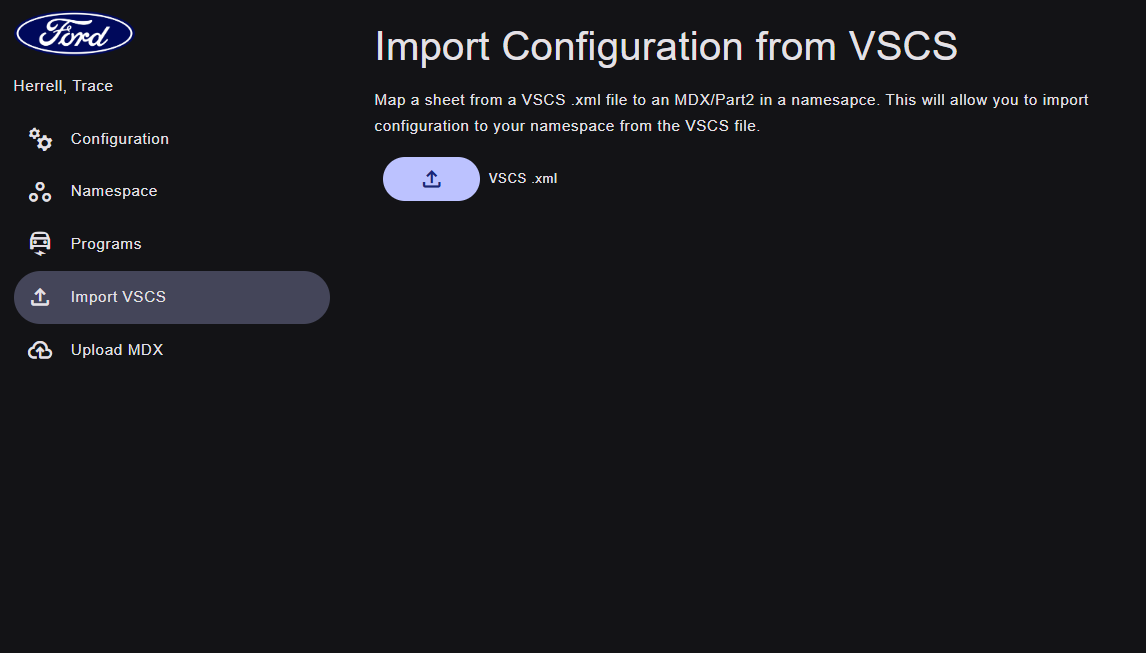 Ford
Herrell, Trace
Configuration
Namespace
Programs
Import VSCS
Upload MDX
Import Configuration from VSCS
Map a sheet from a VSCS .xml file to an MDX/Part2 in a namesapce. This will allow you to import
configuration to your namespace from the VSCS file.
VSCS .xml